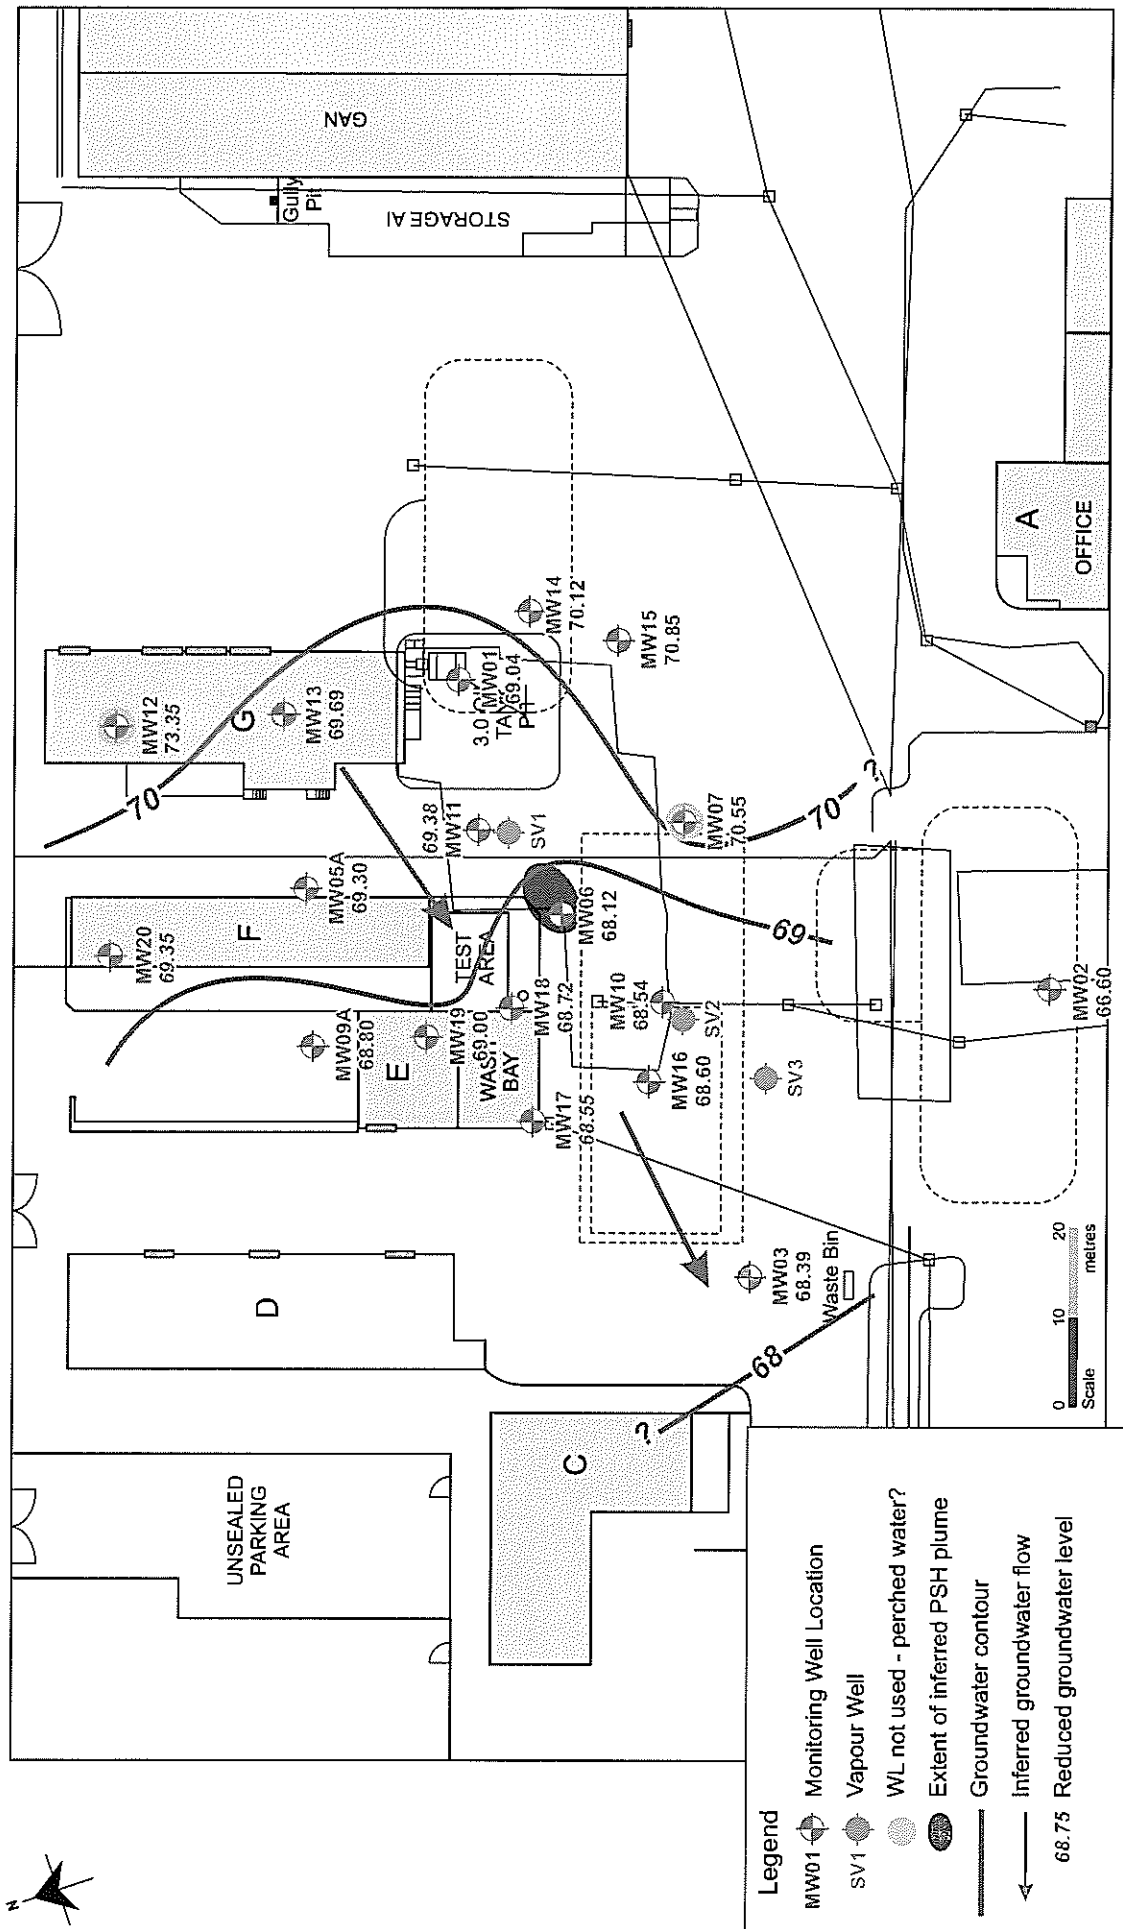 N
UNSEALED
PARKING
AREA
D
C
?
68
E
F
G
GAN
Gully
Pit
STORAGE AI
TEST
AREA
WASH
BAY
MW20
69.35
MW05A
69.30
MW09A
68.80
MW12
73.35
MW13
69.69
70
MW11
69.38
SV1
MW01
69.04
3.0
PIT
MW14
70.12
MW15
70.85
MW07
70.55
70
?
69
MW06
68.12
MW18
68.72
MW19
69.00
MW17
68.55
MW10
68.54
SV2
MW16
68.60
SV3
MW03
68.39
Waste Bin
MW02
66.60
A
OFFICE
0 10 20
Scale metres
Legend
MW01 Monitoring Well Location
SV1 Vapour Well
WL not used - perched water?
Extent of inferred PSH plume
Groundwater contour
Inferred groundwater flow
68.75 Reduced groundwater level